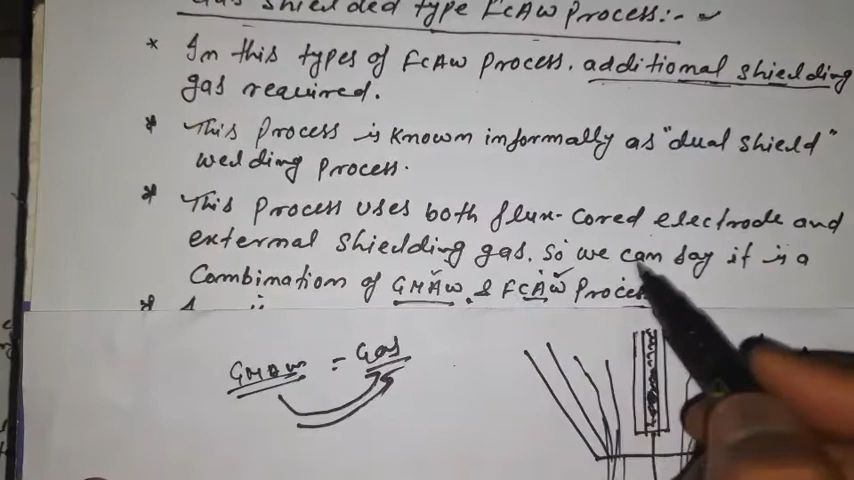 Gas shielded type FCAW Process:-
* In this types of FCAW Process. additional shielding
gas required.
* This Process is known informally as "dual shield"
welding Process.
* This Process uses both flux-cored electrode and
external shielding gas. So we can say it is a
Combination of GMAW & FCAW Process
*
GMAW = Gas